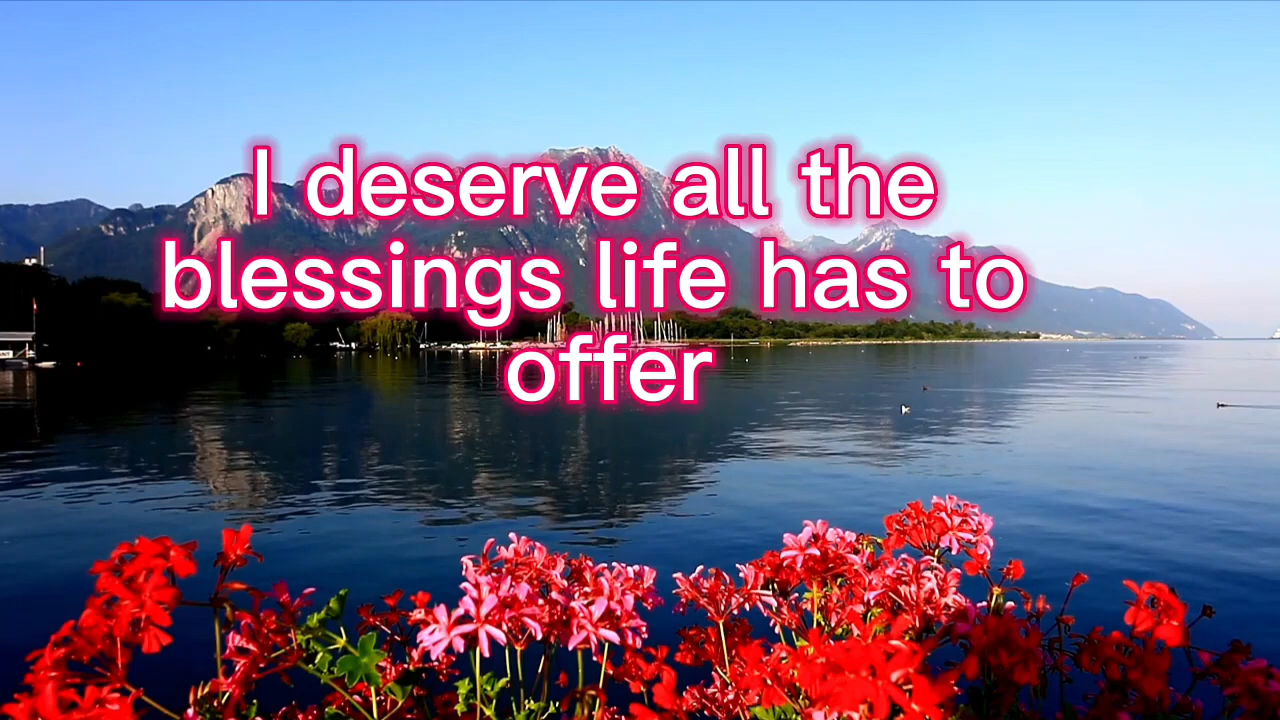 I deserve all the
blessings life has to
offer